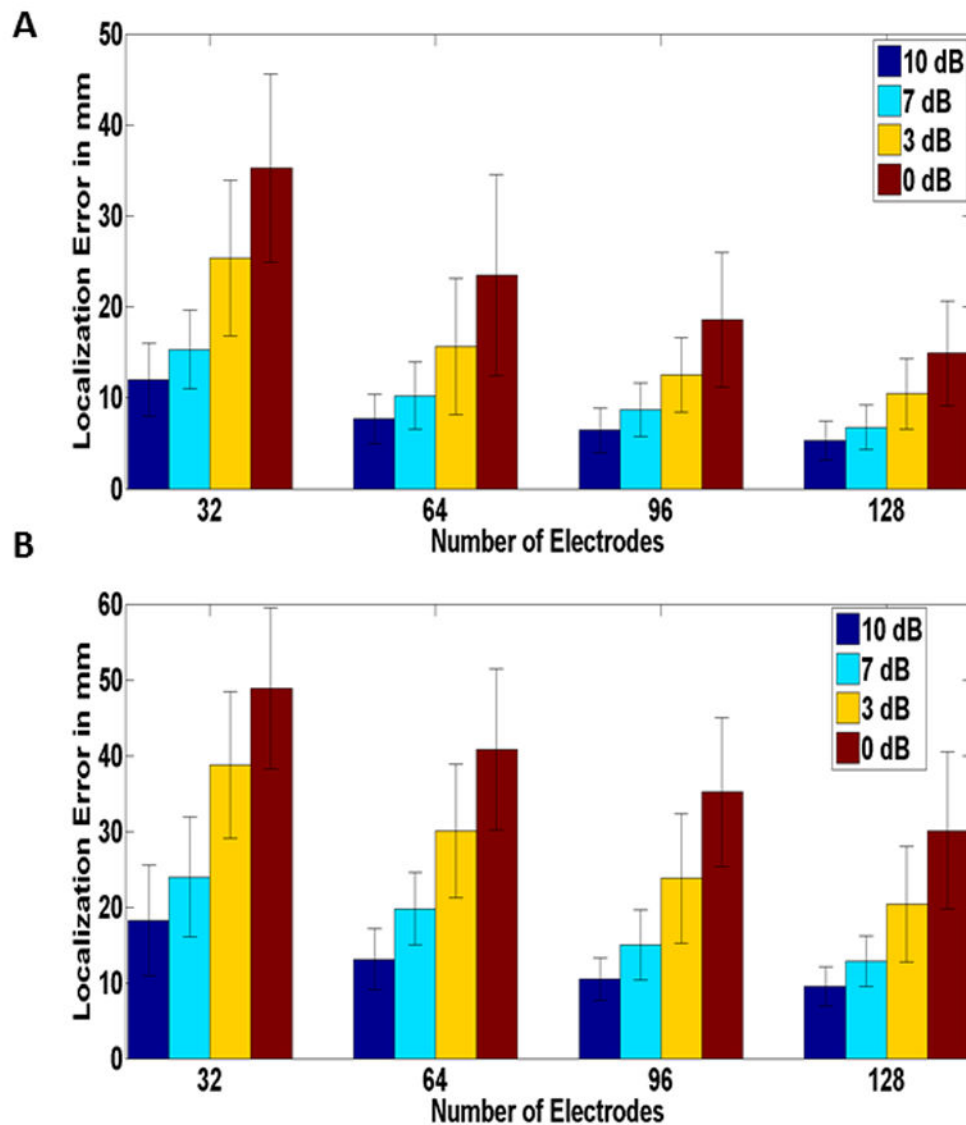 A
Localization Error in mm
50
40
30
20
10
0
10 dB
7 dB
3 dB
0 dB
32 64 96 128
Number of Electrodes
B
Localization Error in mm
60
50
40
30
20
10
0
10 dB
7 dB
3 dB
0 dB
32 64 96 128
Number of Electrodes